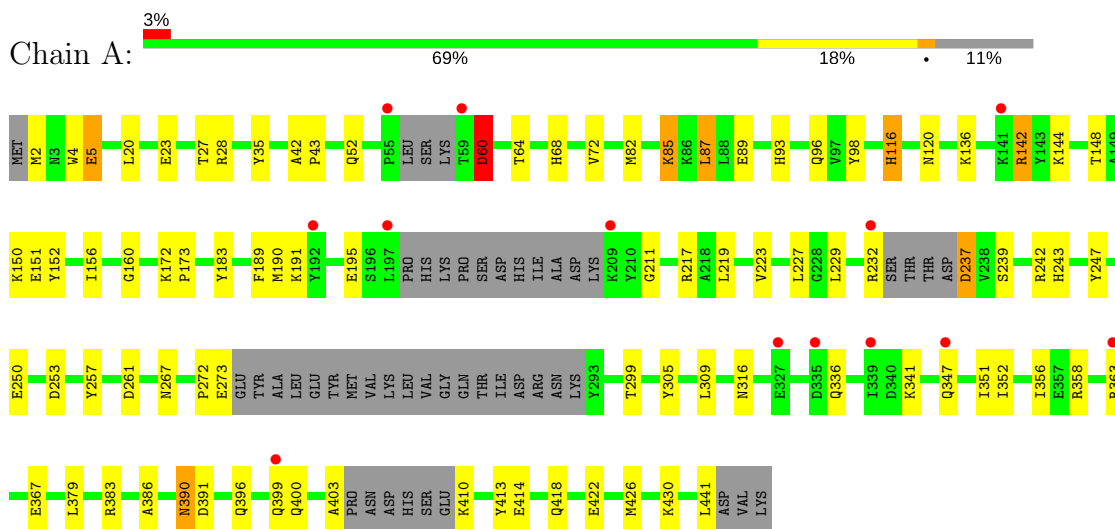 3%
Chain A:
69% 18% • 11%
MET M2 N3 W4 E5 L20 E23 T27 R28 Y35 A42 P43 Q52 P55 LEU SER LYS T59 D60 T64 H68 V72 M82 K85 K86 L87 L88 E89 H93 Q96 V97 Y98 H116 N120 K136 K141 R142 Y143 K144 T148 A149
K150 E151 Y152 I156 G160 K172 P173 Y183 F189 M190 K191 Y192 E195 S196 L197 PRO HIS LYS PRO SER ASP HIS ILE ALA ASP LYS K209 Y210 G211 R217 A218 L219 V223 L227 G228 L229 R232 SER THR THR ASP D237 V238 S239 R242 H243 Y247
E250 D253 Y257 D261 N267 P272 E273 GLU TYR ALA LEU GLU TYR MET VAL LYS LEU VAL GLY GLN THR ILE ASP ARG ASN LYS Y293 T299 Y305 L309 N316 E327 D335 Q336 I339 D340 K341 Q347 I351 I352 I356 E357 R358
E367 L379 R383 A386 N390 D391 Q396 Q399 Q400 A403 PRO ASN ASP HIS SER GLU K410 Y413 E414 Q418 E422 M426 K430 L441 ASP VAL LYS